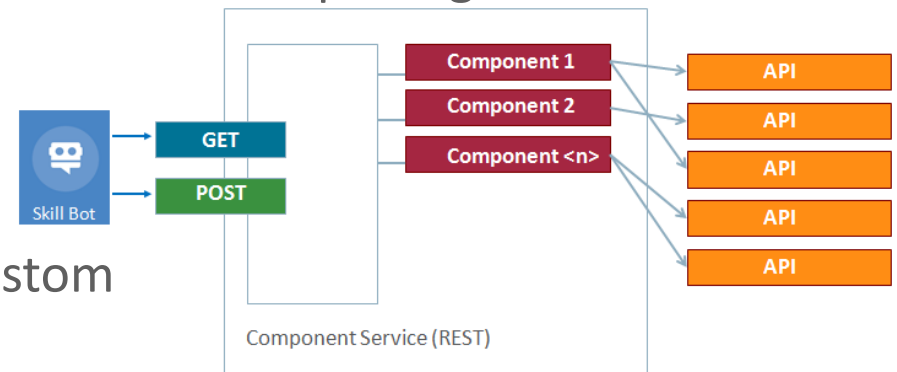 Component 1
API
Component 2
API
GET
Component <n>
API
POST
Skill Bot
API
stom
API
Component Service (REST)